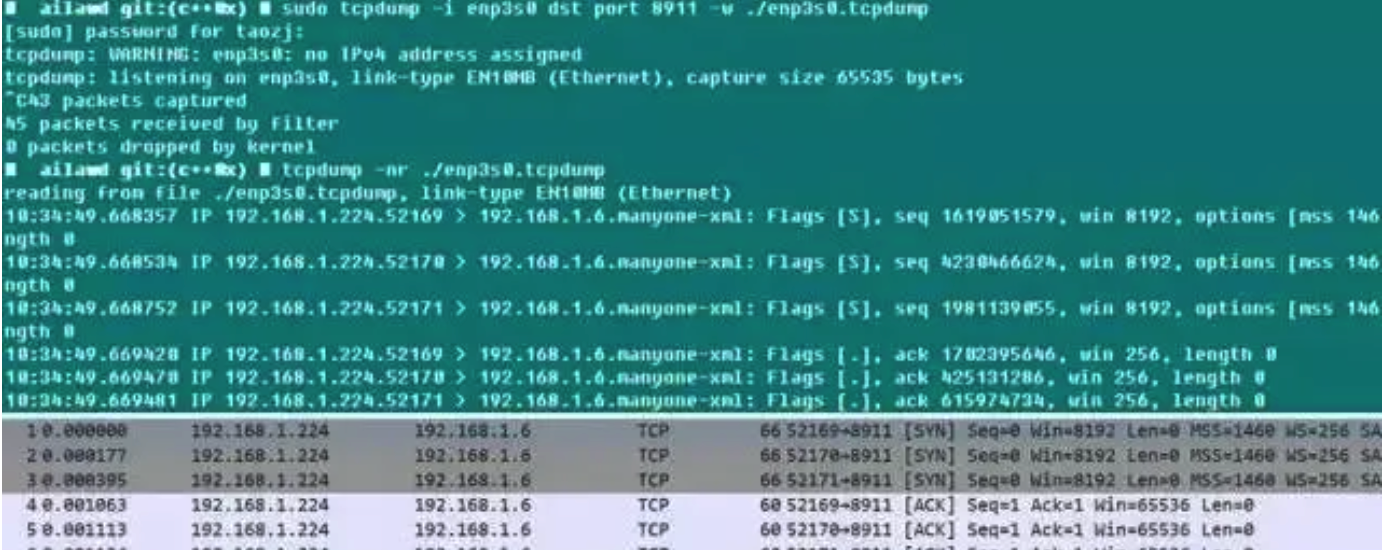 ailawd git:(c++0x) sudo tcpdump -i enp3s0 dst port 8911 -w ./enp3s0.tcpdump
[sudo] password for taozj:
tcpdump: WARNING: enp3s0: no IPv4 address assigned
tcpdump: listening on enp3s0, link-type EN10MB (Ethernet), capture size 65535 bytes
^C43 packets captured
45 packets received by filter
0 packets dropped by kernel
ailawd git:(c++0x) tcpdump -nr ./enp3s0.tcpdump
reading from file ./enp3s0.tcpdump, link-type EN10MB (Ethernet)
10:34:49.668357 IP 192.168.1.224.52169 > 192.168.1.6.manyone-xml: Flags [S], seq 1619051579, win 8192, options [mss 146
ngth 0
10:34:49.668534 IP 192.168.1.224.52170 > 192.168.1.6.manyone-xml: Flags [S], seq 4230466624, win 8192, options [mss 146
ngth 0
10:34:49.668752 IP 192.168.1.224.52171 > 192.168.1.6.manyone-xml: Flags [S], seq 1981139055, win 8192, options [mss 146
ngth 0
10:34:49.669420 IP 192.168.1.224.52169 > 192.168.1.6.manyone-xml: Flags [.], ack 1702395646, win 256, length 0
10:34:49.669470 IP 192.168.1.224.52170 > 192.168.1.6.manyone-xml: Flags [.], ack 425131286, win 256, length 0
10:34:49.669481 IP 192.168.1.224.52171 > 192.168.1.6.manyone-xml: Flags [.], ack 615974734, win 256, length 0
1 0.000000 192.168.1.224 192.168.1.6 TCP 66 52169→8911 [SYN] Seq=0 Win=8192 Len=0 MSS=1460 WS=256 SA
2 0.000177 192.168.1.224 192.168.1.6 TCP 66 52170→8911 [SYN] Seq=0 Win=8192 Len=0 MSS=1460 WS=256 SA
3 0.000395 192.168.1.224 192.168.1.6 TCP 66 52171→8911 [SYN] Seq=0 Win=8192 Len=0 MSS=1460 WS=256 SA
4 0.001063 192.168.1.224 192.168.1.6 TCP 60 52169→8911 [ACK] Seq=1 Ack=1 Win=65536 Len=0
5 0.001113 192.168.1.224 192.168.1.6 TCP 60 52170→8911 [ACK] Seq=1 Ack=1 Win=65536 Len=0